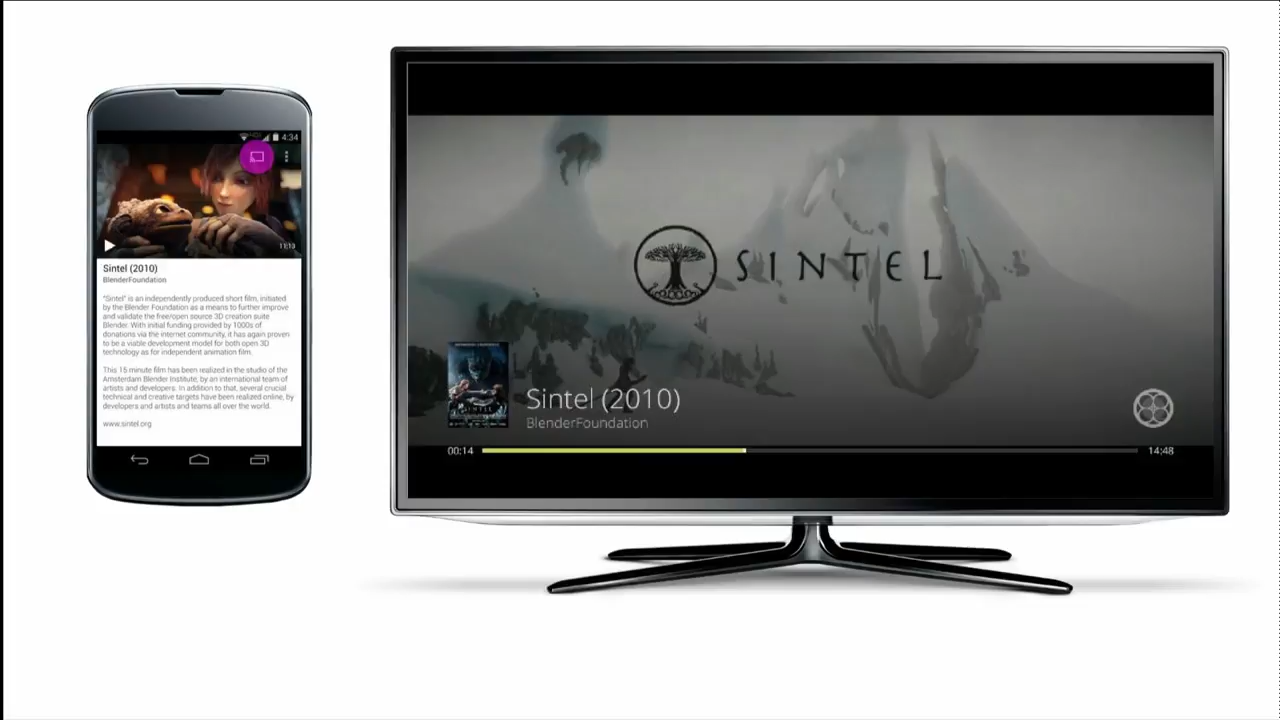 4:34
11:13
Sintel (2010)
BlenderFoundation
"Sintel" is an independently produced short film, initiated
by the Blender Foundation as a means to further improve
and validate the free/open source 3D creation suite
Blender. With initial funding provided by 1000s of
donations via the internet community, it has again proven
to be a viable development model for both open 3D
technology as for independent animation film.
This 15 minute film has been realized in the studio of the
Amsterdam Blender Institute, by an international team of
artists and developers. In addition to that, several crucial
technical and creative targets have been realized online, by
developers and artists and teams all over the world.
www.sintel.org
SINTEL
SINTEL
Sintel (2010)
BlenderFoundation
00:14
14:48